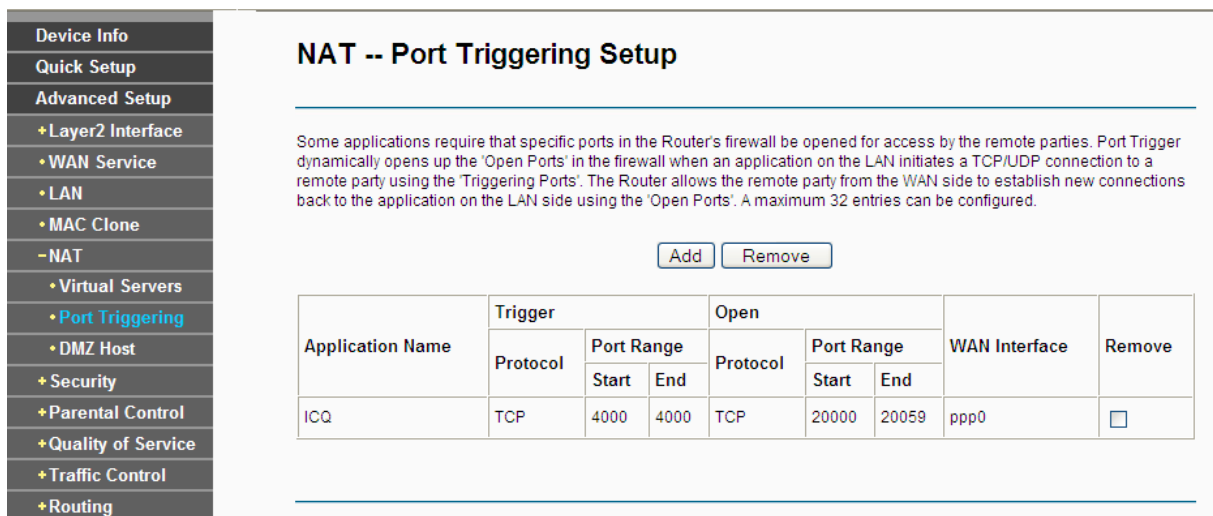 Device Info
Quick Setup
Advanced Setup
+Layer2 Interface
•WAN Service
•LAN
•MAC Clone
-NAT
•Virtual Servers
•Port Triggering
•DMZ Host
+Security
+Parental Control
+Quality of Service
+Traffic Control
+Routing
NAT -- Port Triggering Setup
Some applications require that specific ports in the Router's firewall be opened for access by the remote parties. Port Trigger
dynamically opens up the 'Open Ports' in the firewall when an application on the LAN initiates a TCP/UDP connection to a
remote party using the 'Triggering Ports'. The Router allows the remote party from the WAN side to establish new connections
back to the application on the LAN side using the 'Open Ports'. A maximum 32 entries can be configured.
Add Remove
Trigger Open
Application Name Protocol Port Range Protocol Port Range WAN Interface Remove
Start End Start End
ICQ TCP 4000 4000 TCP 20000 20059 ppp0